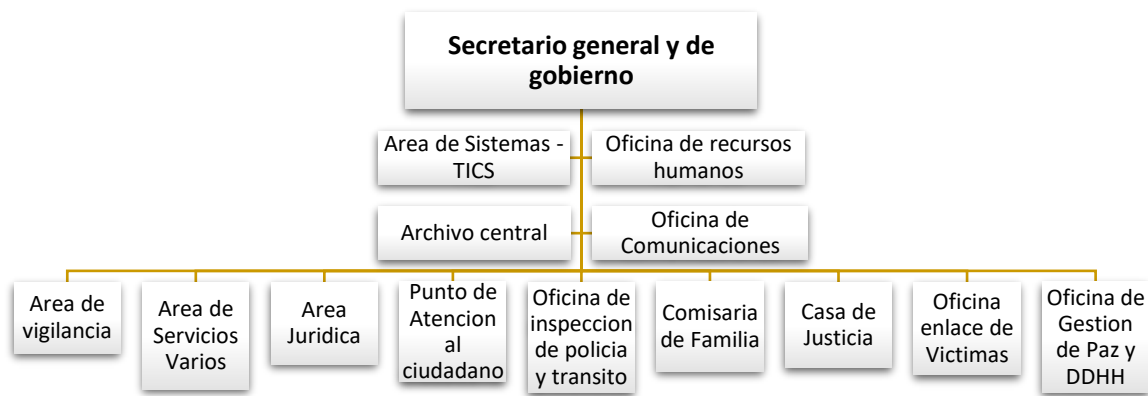 Secretario general y de
gobierno
Area de Sistemas -
TICS
Oficina de recursos
humanos
Archivo central
Oficina de
Comunicaciones
Area de
vigilancia
Area de
Servicios
Varios
Area
Juridica
Punto de
Atencion
al
ciudadano
Oficina de
inspeccion
de policia
y transito
Comisaria
de Familia
Casa de
Justicia
Oficina
enlace de
Victimas
Oficina de
Gestion
de Paz y
DDHH